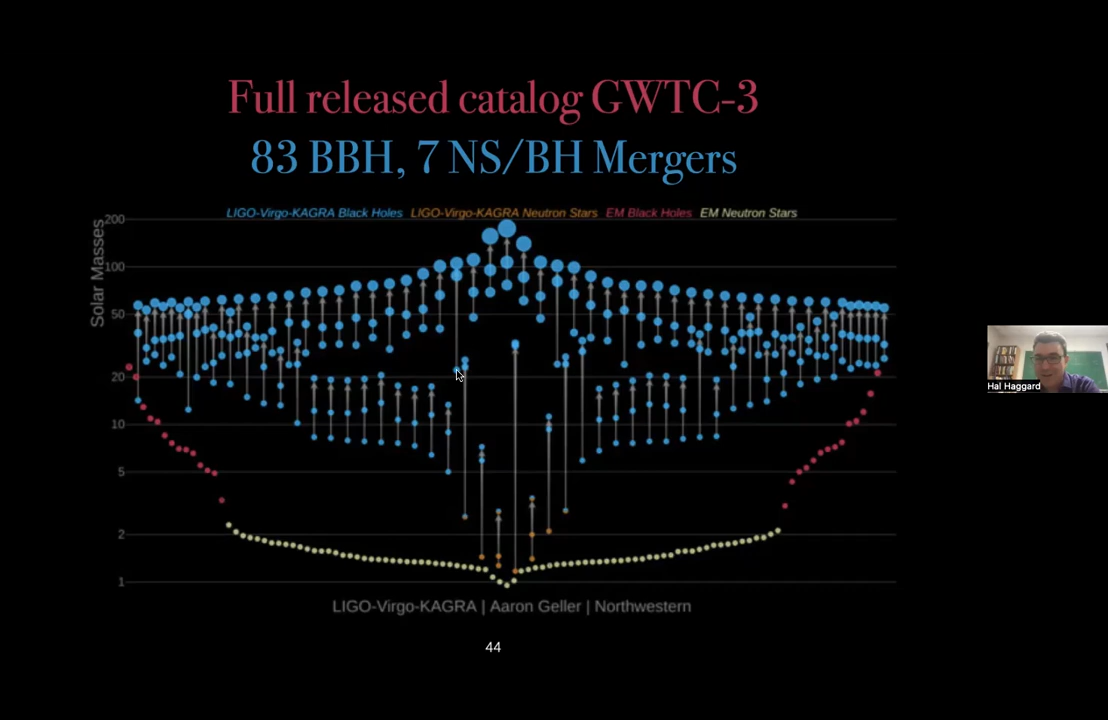 Full released catalog GWTC-3
83 BBH, 7 NS/BH Mergers
LIGO-Virgo-KAGRA Black Holes LIGO-Virgo-KAGRA Neutron Stars EM Black Holes EM Neutron Stars
Solar Masses
200
100
50
20
10
5
2
1
LIGO-Virgo-KAGRA | Aaron Geller | Northwestern
44
Hal Haggard